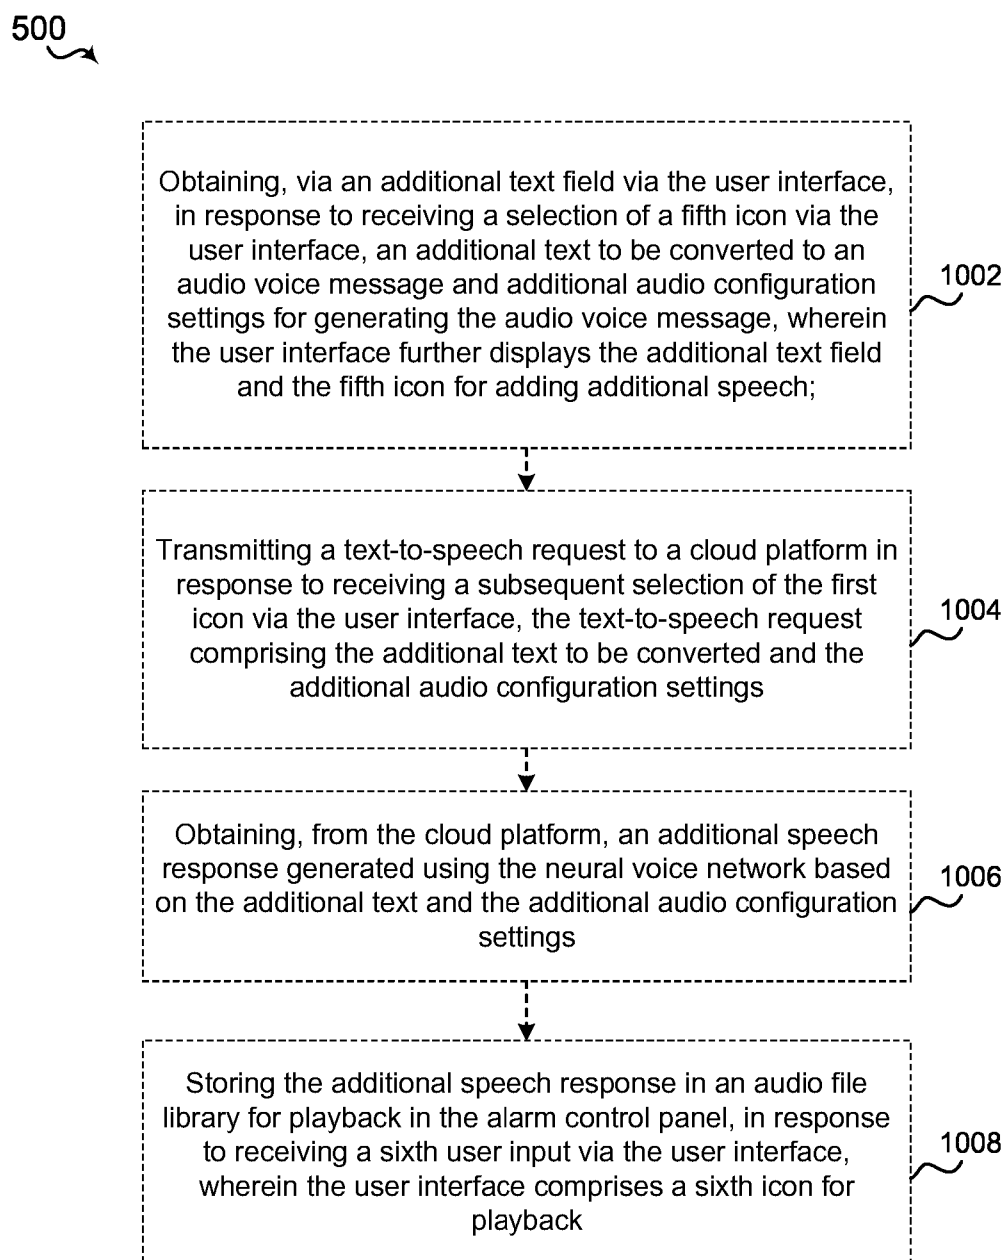 500
Obtaining, via an additional text field via the user interface,
in response to receiving a selection of a fifth icon via the
user interface, an additional text to be converted to an
audio voice message and additional audio configuration
settings for generating the audio voice message, wherein
the user interface further displays the additional text field
and the fifth icon for adding additional speech;
1002
Transmitting a text-to-speech request to a cloud platform in
response to receiving a subsequent selection of the first
icon via the user interface, the text-to-speech request
comprising the additional text to be converted and the
additional audio configuration settings
1004
Obtaining, from the cloud platform, an additional speech
response generated using the neural voice network based
on the additional text and the additional audio configuration
settings
1006
Storing the additional speech response in an audio file
library for playback in the alarm control panel, in response
to receiving a sixth user input via the user interface,
wherein the user interface comprises a sixth icon for
playback
1008